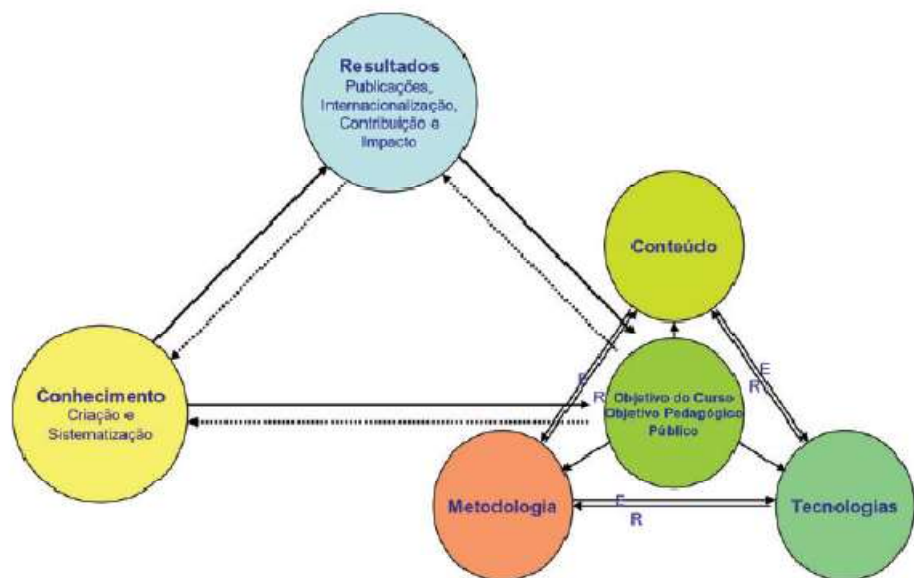 Resultados
Publicações,
Internacionalização,
Contribuição e
Impacto
Conteúdo
E
R
E
R
Conhecimento
Criação e
Sistematização
Objetivo do Curso
Objetivo Pedagógico
Público
Metodologia
E
R
Tecnologias